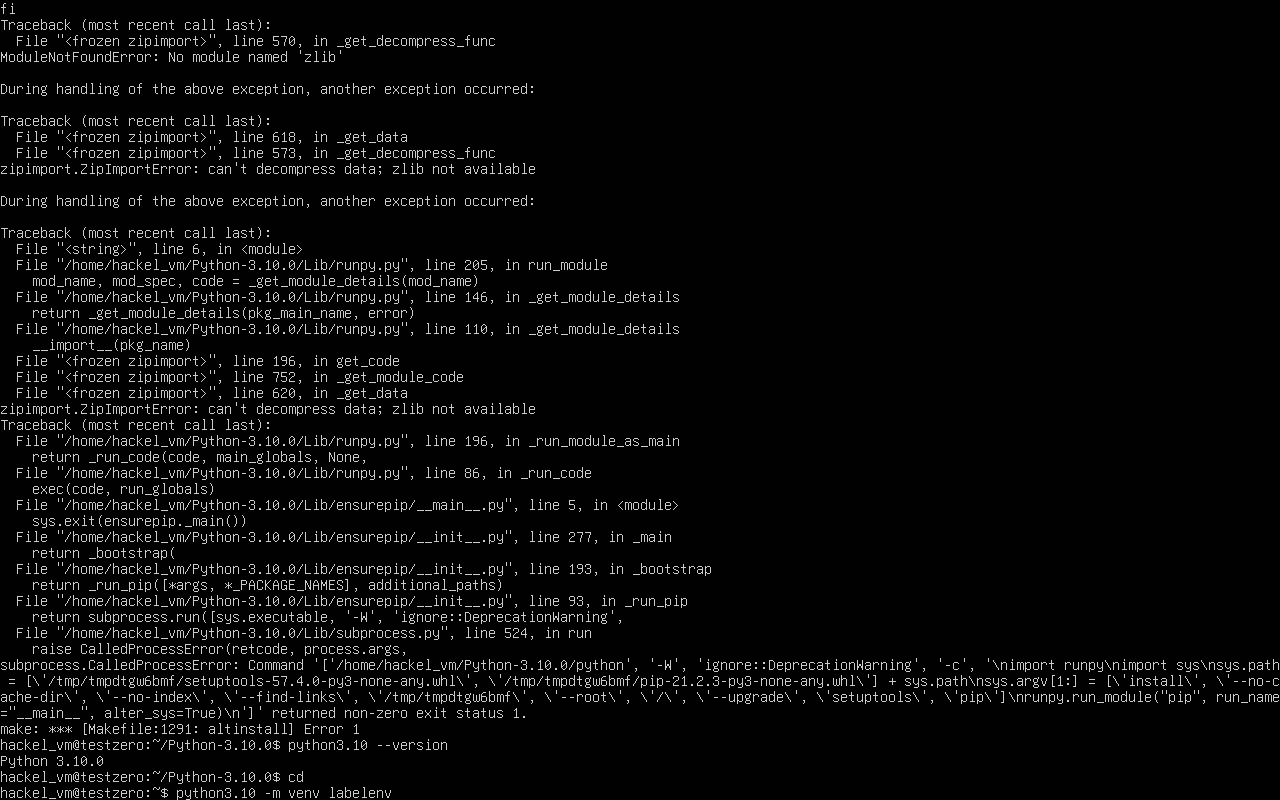 fi
Traceback (most recent call last):
  File "<frozen zipimport>", line 570, in _get_decompress_func
ModuleNotFoundError: No module named 'zlib'

During handling of the above exception, another exception occurred:

Traceback (most recent call last):
  File "<frozen zipimport>", line 618, in _get_data
  File "<frozen zipimport>", line 573, in _get_decompress_func
zipimport.ZipImportError: can't decompress data; zlib not available

During handling of the above exception, another exception occurred:

Traceback (most recent call last):
  File "<string>", line 6, in <module>
  File "/home/hackel_vm/Python-3.10.0/Lib/runpy.py", line 205, in run_module
    mod_name, mod_spec, code = _get_module_details(mod_name)
  File "/home/hackel_vm/Python-3.10.0/Lib/runpy.py", line 146, in _get_module_details
    return _get_module_details(pkg_main_name, error)
  File "/home/hackel_vm/Python-3.10.0/Lib/runpy.py", line 110, in _get_module_details
    __import__(pkg_name)
  File "<frozen zipimport>", line 196, in get_code
  File "<frozen zipimport>", line 752, in _get_module_code
  File "<frozen zipimport>", line 620, in _get_data
zipimport.ZipImportError: can't decompress data; zlib not available
Traceback (most recent call last):
  File "/home/hackel_vm/Python-3.10.0/Lib/runpy.py", line 196, in _run_module_as_main
    return _run_code(code, main_globals, None,
  File "/home/hackel_vm/Python-3.10.0/Lib/runpy.py", line 86, in _run_code
    exec(code, run_globals)
  File "/home/hackel_vm/Python-3.10.0/Lib/ensurepip/__main__.py", line 5, in <module>
    sys.exit(ensurepip._main())
  File "/home/hackel_vm/Python-3.10.0/Lib/ensurepip/__init__.py", line 277, in _main
    return _bootstrap(
  File "/home/hackel_vm/Python-3.10.0/Lib/ensurepip/__init__.py", line 193, in _bootstrap
    return _run_pip([*args, *_PACKAGE_NAMES], additional_paths)
  File "/home/hackel_vm/Python-3.10.0/Lib/ensurepip/__init__.py", line 93, in _run_pip
    return subprocess.run([sys.executable, '-W', 'ignore::DeprecationWarning',
  File "/home/hackel_vm/Python-3.10.0/Lib/subprocess.py", line 524, in run
    raise CalledProcessError(retcode, process.args,
subprocess.CalledProcessError: Command '['/home/hackel_vm/Python-3.10.0/python', '-W', 'ignore::DeprecationWarning', '-c', '\nimport runpy\nimport sys\nsys.path
 = [\'/tmp/tmpdtgw6bmf/setuptools-57.4.0-py3-none-any.whl\', \'/tmp/tmpdtgw6bmf/pip-21.2.3-py3-none-any.whl\'] + sys.path\nsys.argv[1:] = [\'install\', \'--no-c
ache-dir\', \'--no-index\', \'--find-links\', \'/tmp/tmpdtgw6bmf\', \'--root\', \'/\', \'--upgrade\', \'setuptools\', \'pip\']\nrunpy.run_module("pip", run_name
="__main__", alter_sys=True)\n']' returned non-zero exit status 1.
make: *** [Makefile:1291: altinstall] Error 1
hackel_vm@testzero:~/Python-3.10.0$ python3.10 --version
Python 3.10.0
hackel_vm@testzero:~/Python-3.10.0$ cd
hackel_vm@testzero:~$ python3.10 -m venv labelenv